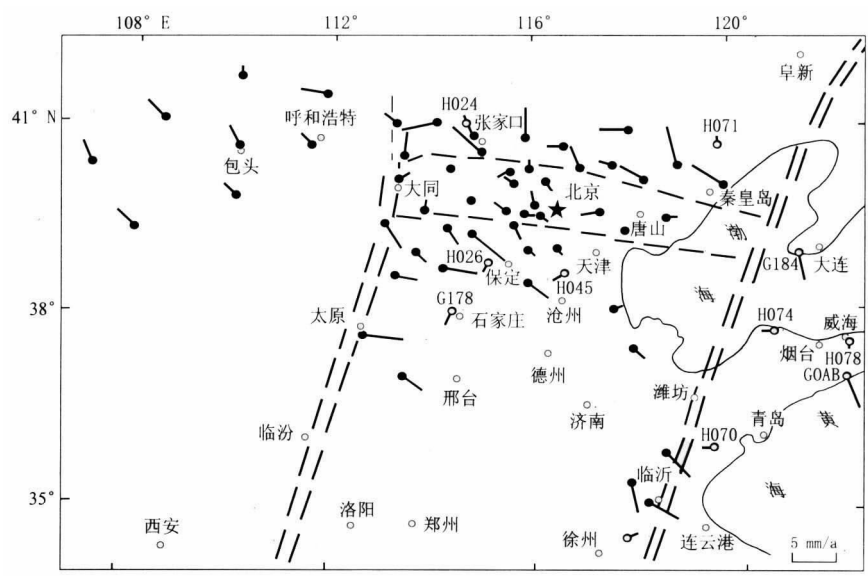 108° E
112°
116°
120°
阜新
41° N
H024
呼和浩特
张家口
H071
包头
大同
北京
秦皇岛
唐山
渤
H026
保定
天津
G184
大连
H045
海
G178
沧州
太原
石家庄
H074
威海
烟台
H078
德州
G0AB
邢台
潍坊
济南
青岛
黄
临汾
H070
临沂
海
洛阳
郑州
西安
徐州
连云港
35°
38°
5 mm/a